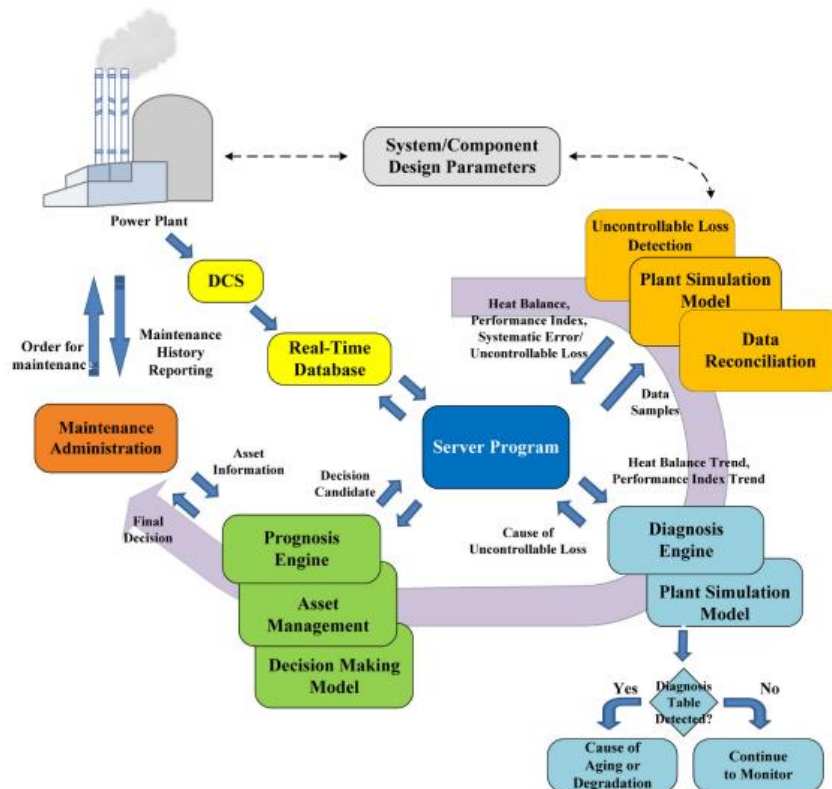 System/Component
Design Parameters
Power Plant
Uncontrollable Loss
Detection
DCS
Plant Simulation
Model
Heat Balance,
Performance Index,
Systematic Error/
Uncontrollable Loss
Data
Reconciliation
Order for
maintenance
Maintenance
History
Reporting
Real-Time
Database
Data
Samples
Maintenance
Administration
Server Program
Asset
Information
Decision
Candidate
Heat Balance Trend,
Performance Index Trend
Final
Decision
Cause of
Uncontrollable Loss
Prognosis
Engine
Diagnosis
Engine
Asset
Management
Plant Simulation
Model
Decision Making
Model
Yes
Diagnosis
Table
Detected?
No
Cause of
Aging or
Degradation
Continue
to Monitor